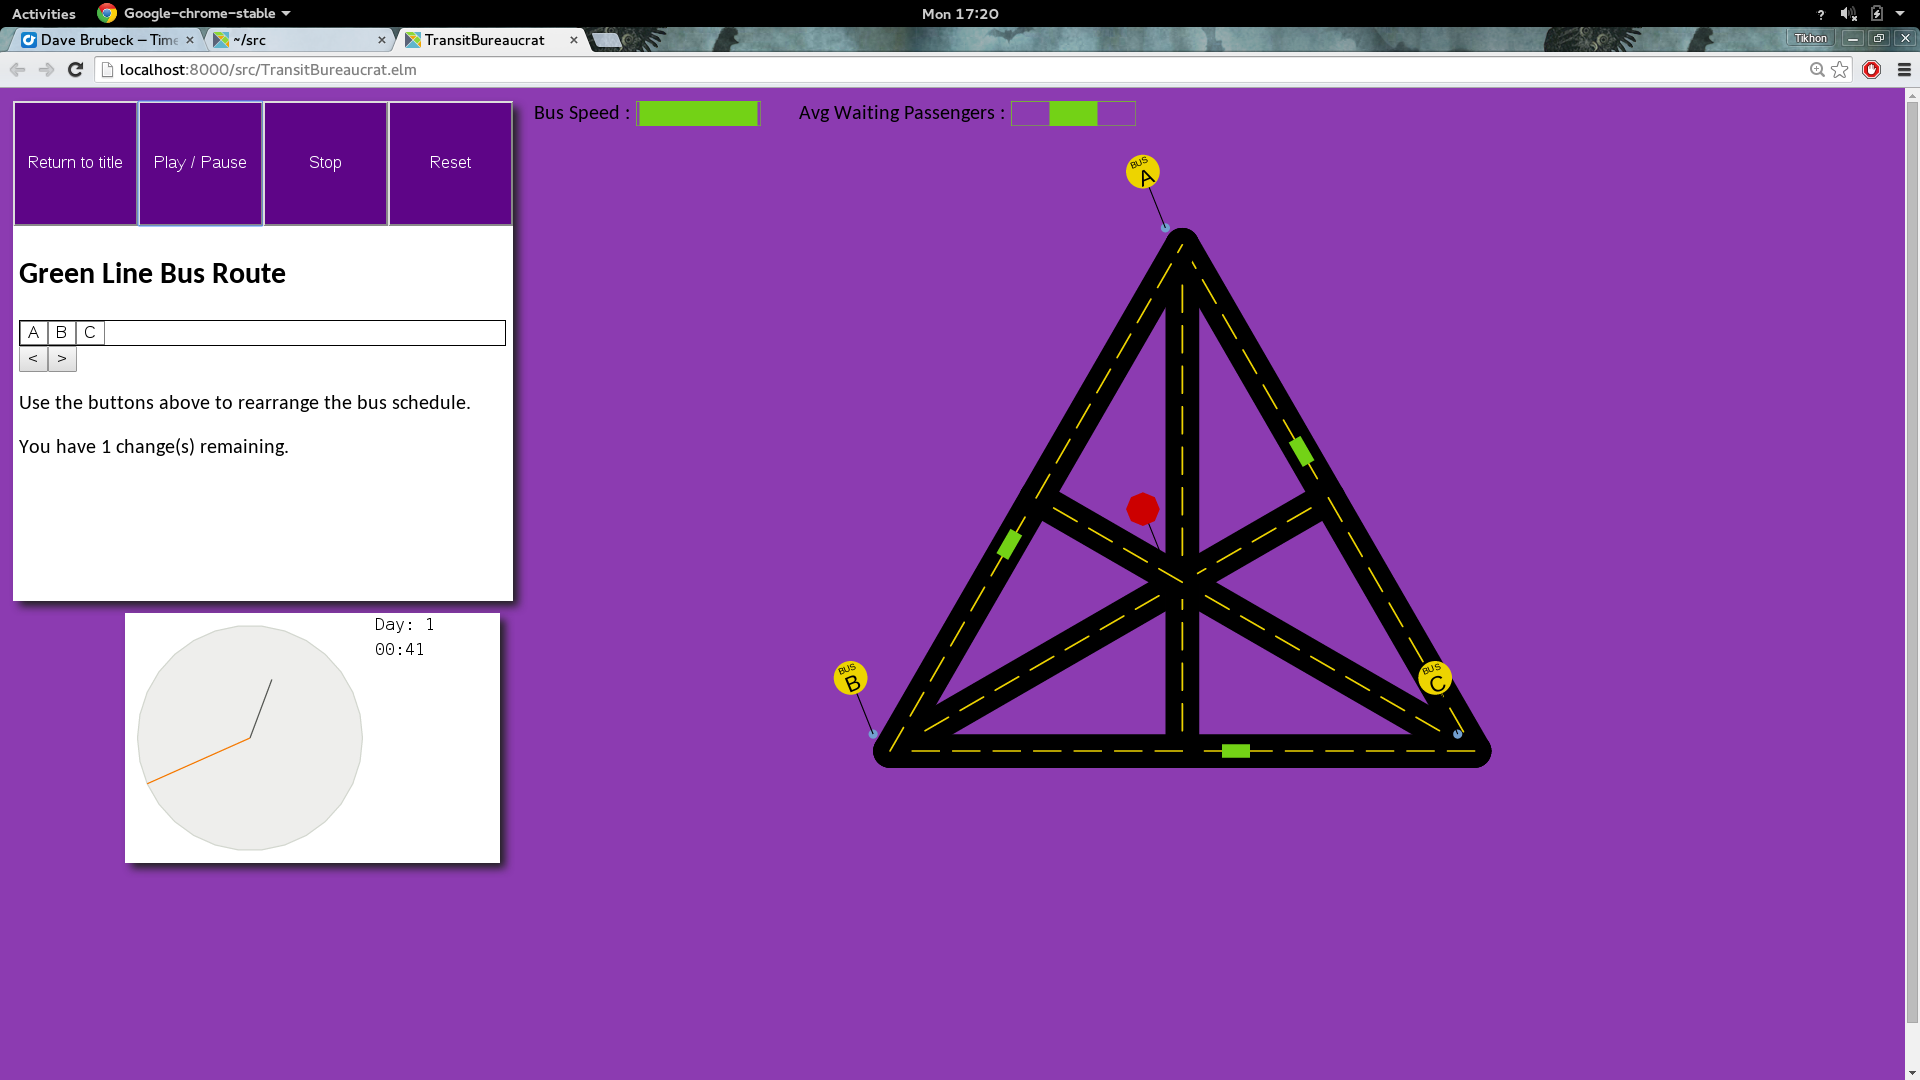 Activities
Google-chrome-stable
Mon 17:20
?
Dave Brubeck – Time
~/src
TransitBureaucrat
Tikhon
localhost:8000/src/TransitBureaucrat.elm
Return to title
Play / Pause
Stop
Reset
Bus Speed :
Avg Waiting Passengers :
Green Line Bus Route
A B C
< >
Use the buttons above to rearrange the bus schedule.
You have 1 change(s) remaining.
Day: 1
00:41
BUS
A
BUS
B
BUS
C